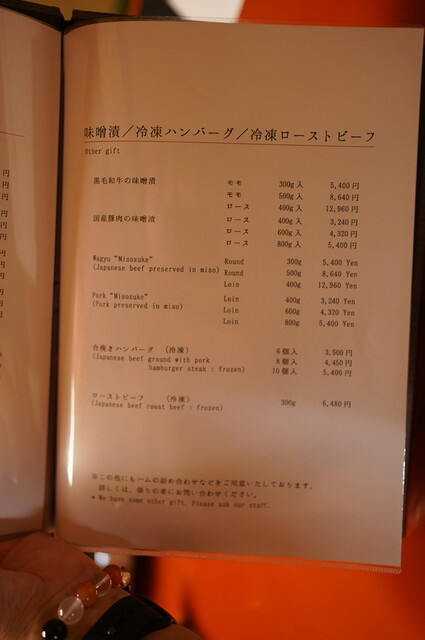 味噌漬／冷凍ハンバーグ／冷凍ローストビーフ
Other gift
黒毛和牛の味噌漬 モモ 300g入 5,400円
モモ 500g入 8,640円
ロース 400g入 12,960円
国産豚肉の味噌漬 ロース 400g入 3,240円
ロース 600g入 4,320円
ロース 800g入 5,400円
Wagyu "Misozuke" Round 300g 5,400 Yen
(Japanese beef preserved in miso) Round 500g 8,640 Yen
Loin 400g 12,960 Yen
Pork "Misozuke" Loin 400g 3,240 Yen
(Pork preserved in miso) Loin 600g 4,320 Yen
Loin 800g 5,400 Yen
合挽きハンバーグ （冷凍） 6個入 3,500円
(Japanese beef ground with pork 8個入 4,450円
hamburger steak : frozen) 10個入 5,400円
ローストビーフ （冷凍） 300g 6,480円
(Japanese beef roast beef : frozen)
※この他にもハムの詰め合わせなどをご用意いたしております。
詳しくは、係りの者にお問い合わせください。
* We have some other gift. Please ask our staff.
円
円
円
円
円
円
円
円